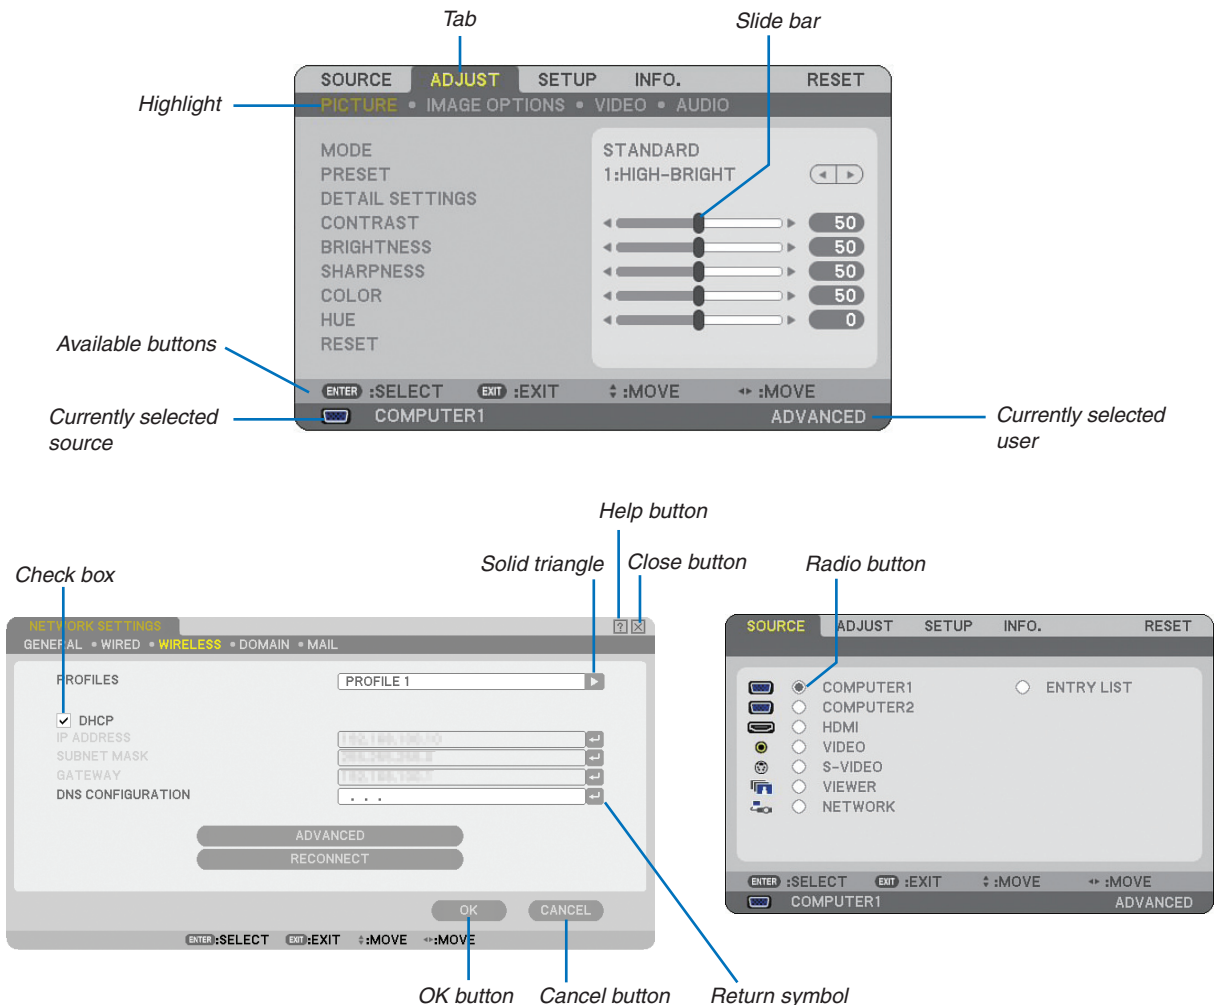 Tab
Slide bar
Highlight
SOURCE ADJUST SETUP INFO. RESET
PICTURE • IMAGE OPTIONS • VIDEO • AUDIO
MODE STANDARD
PRESET 1:HIGH-BRIGHT
DETAIL SETTINGS
CONTRAST 50
BRIGHTNESS 50
SHARPNESS 50
COLOR 50
HUE 0
RESET
Available buttons
ENTER :SELECT EXIT :EXIT :MOVE :MOVE
COMPUTER1 ADVANCED
Currently selected
source
Currently selected
user
Help button
Check box
Solid triangle
Close button
Radio button
NETWORK SETTINGS ? X
GENERAL • WIRED • WIRELESS • DOMAIN • MAIL
PROFILES PROFILE 1
DHCP
IP ADDRESS
SUBNET MASK
GATEWAY
DNS CONFIGURATION . . .
ADVANCED
RECONNECT
OK CANCEL
ENTER :SELECT EXIT :EXIT :MOVE :MOVE
OK button
Cancel button
Return symbol
SOURCE ADJUST SETUP INFO. RESET
COMPUTER1 ENTRY LIST
COMPUTER2
HDMI
VIDEO
S-VIDEO
VIEWER
NETWORK
ENTER :SELECT EXIT :EXIT :MOVE :MOVE
COMPUTER1 ADVANCED